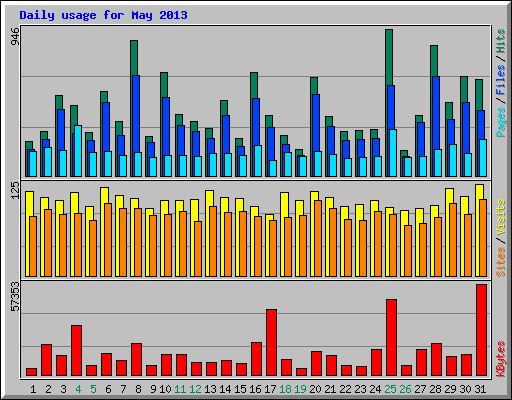 Daily usage for May 2013
946
Pages / Files / Hits
125
Sites / Visits
57353
KBytes
1 2 3 4 5 6 7 8 9 10 11 12 13 14 15 16 17 18 19 20 21 22 23 24 25 26 27 28 29 30 31